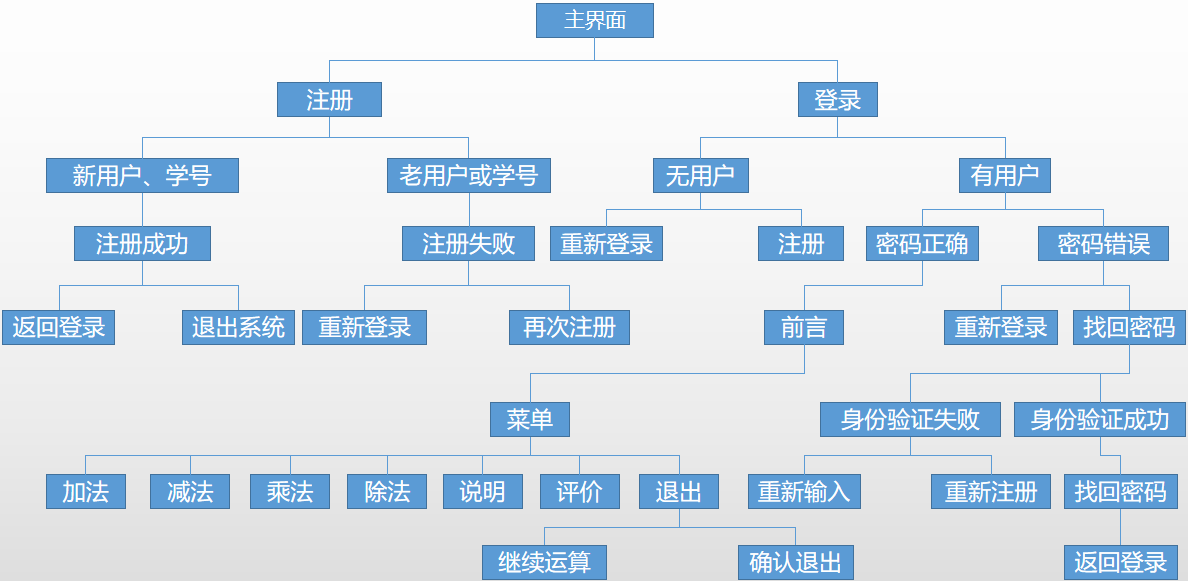 主界面
注册
登录
新用户、学号
老用户或学号
无用户
有用户
注册成功
注册失败
重新登录
注册
密码正确
密码错误
返回登录
退出系统
重新登录
再次注册
前言
重新登录
找回密码
菜单
身份验证失败
身份验证成功
加法
减法
乘法
除法
说明
评价
退出
重新输入
重新注册
找回密码
继续运算
确认退出
返回登录